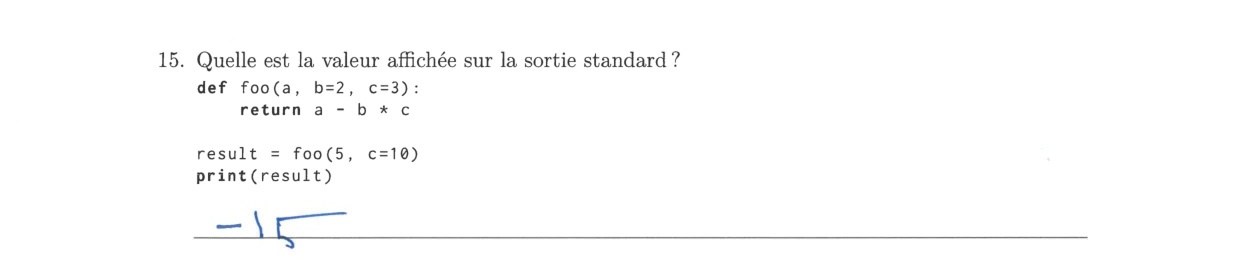 15. Quelle est la valeur affichée sur la sortie standard ?
def foo(a, b=2, c=3):
    return a - b * c
result = foo(5, c=10)
print(result)
-15